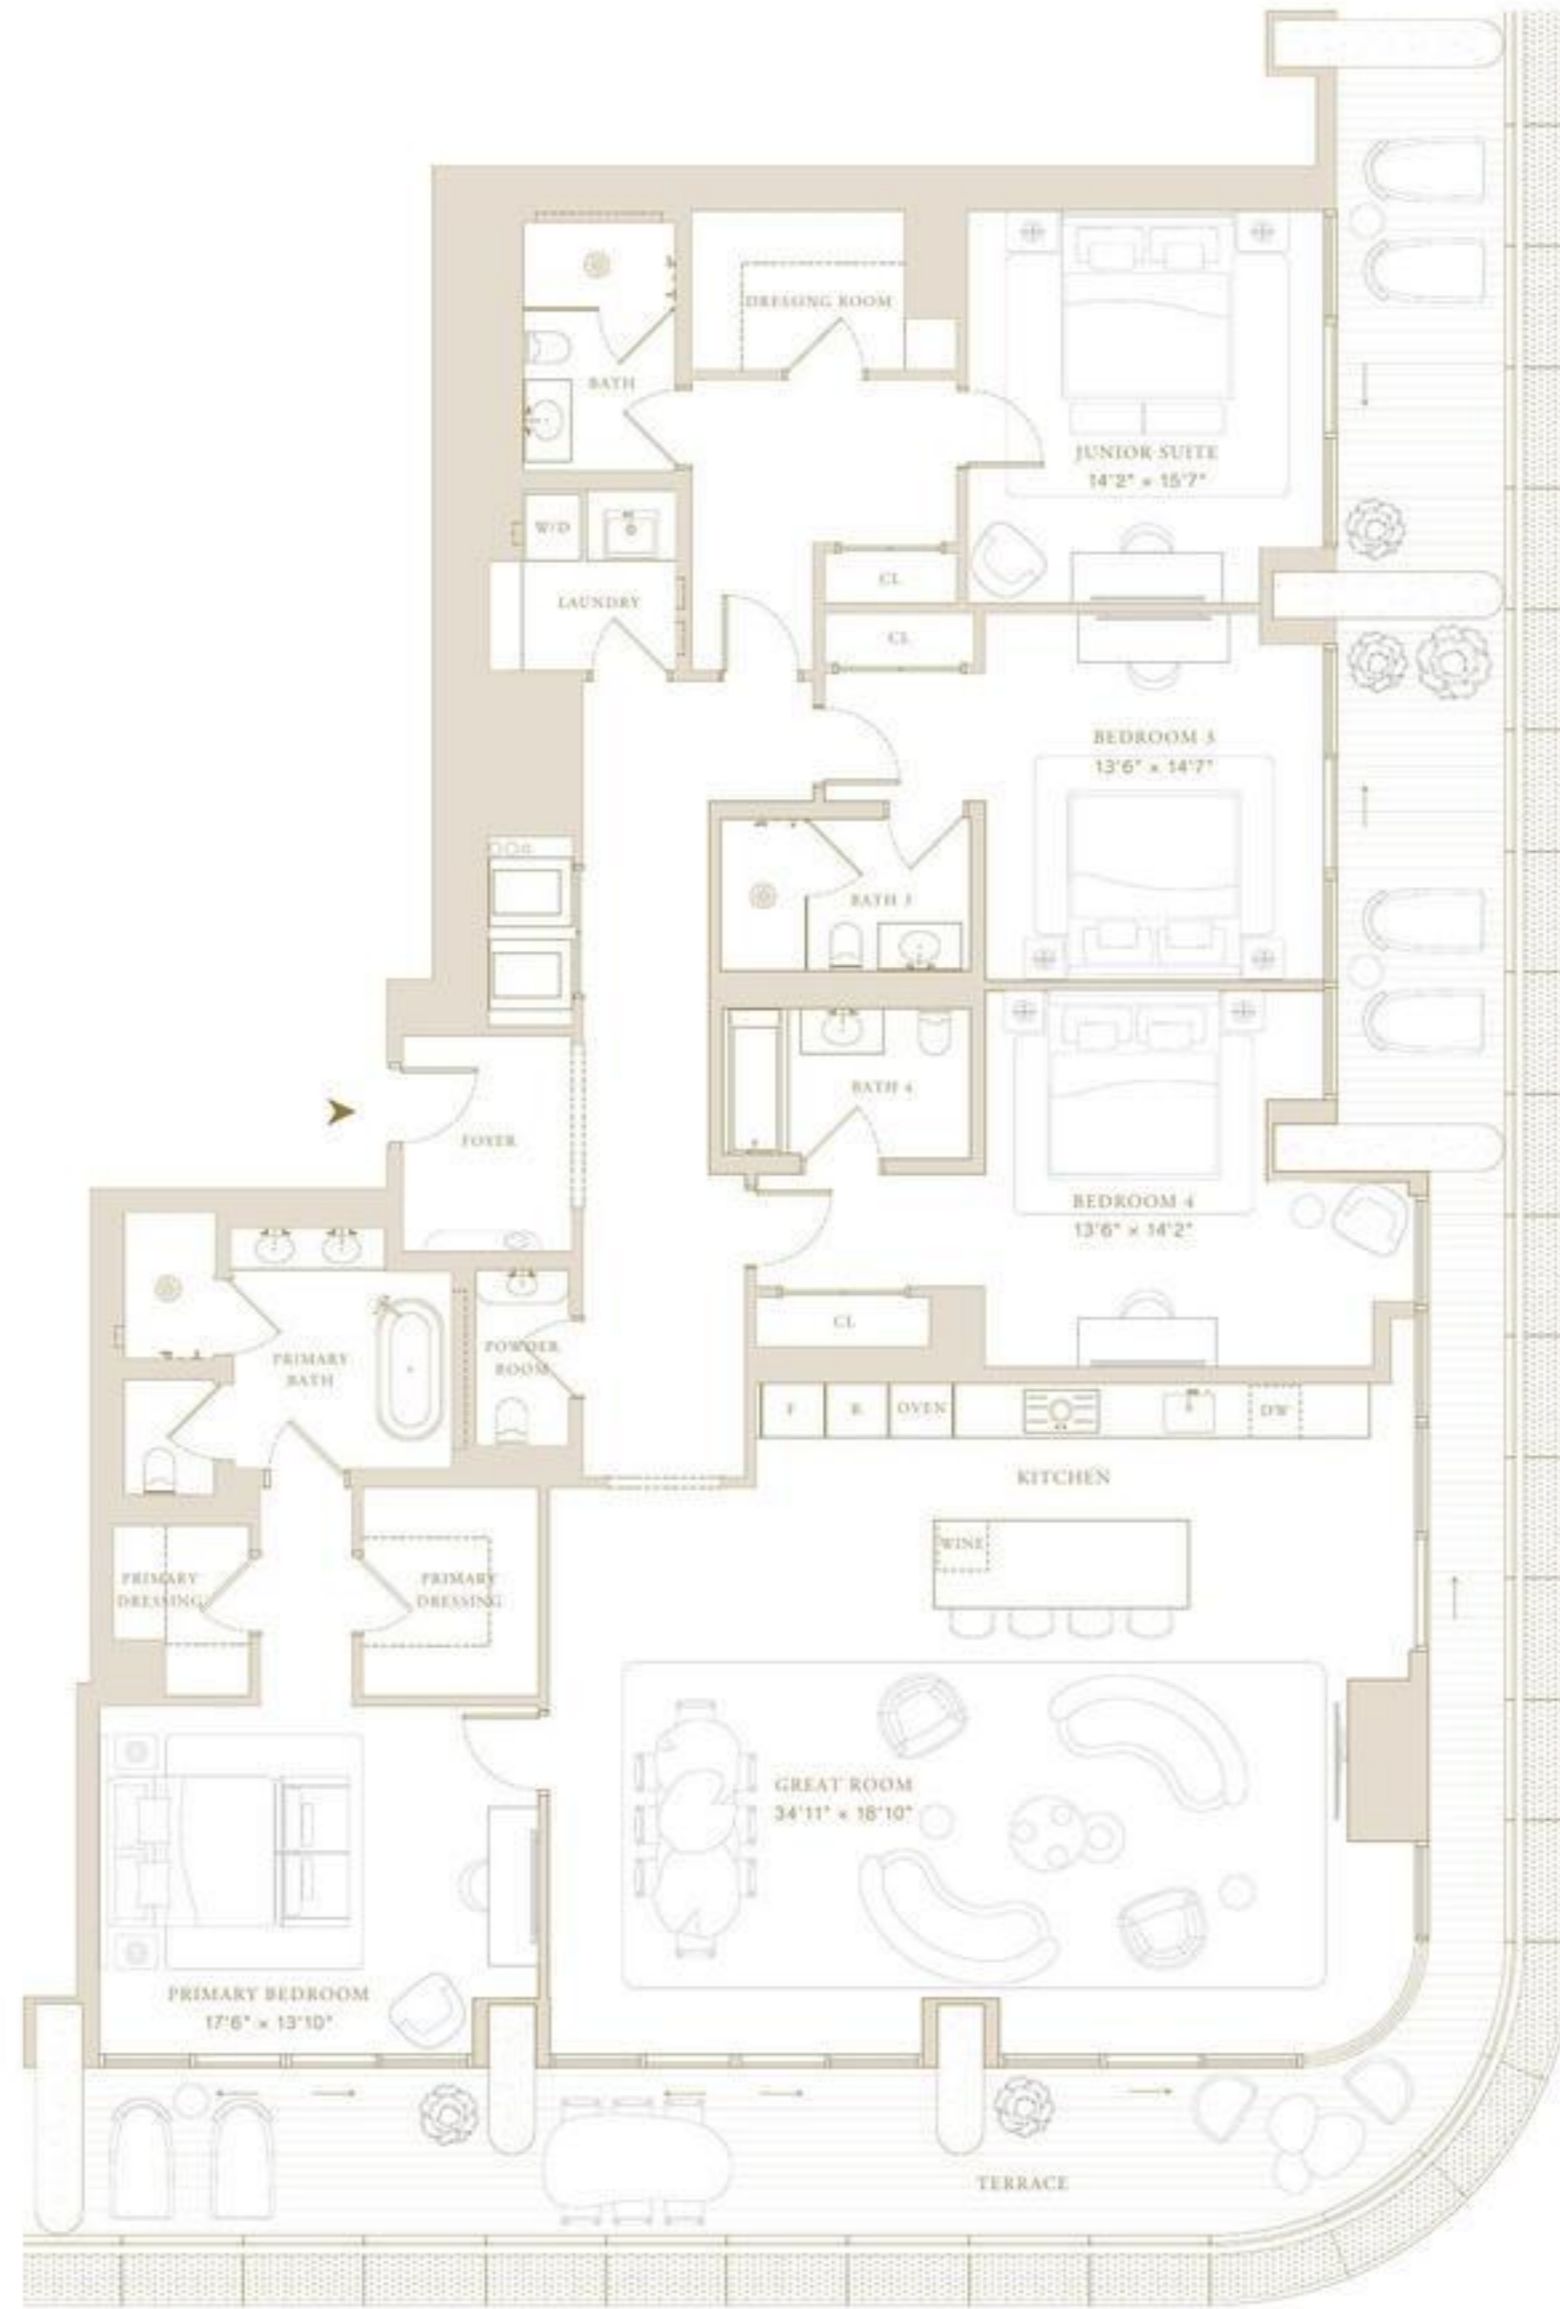 DRESSING ROOM
BATH
JUNIOR SUITE
14'2" × 15'7"
W/D
CL
LAUNDRY
CL
BEDROOM 3
13'6" × 14'7"
BATH 3
BATH 4
FOYER
BEDROOM 4
13'6" × 14'2"
CL
POWDER
ROOM
PRIMARY
BATH
F
R
OVEN
DW
KITCHEN
WINE
PRIMARY
DRESSING
PRIMARY
DRESSING
GREAT ROOM
34'11" × 18'10"
PRIMARY BEDROOM
17'6" × 13'10"
TERRACE